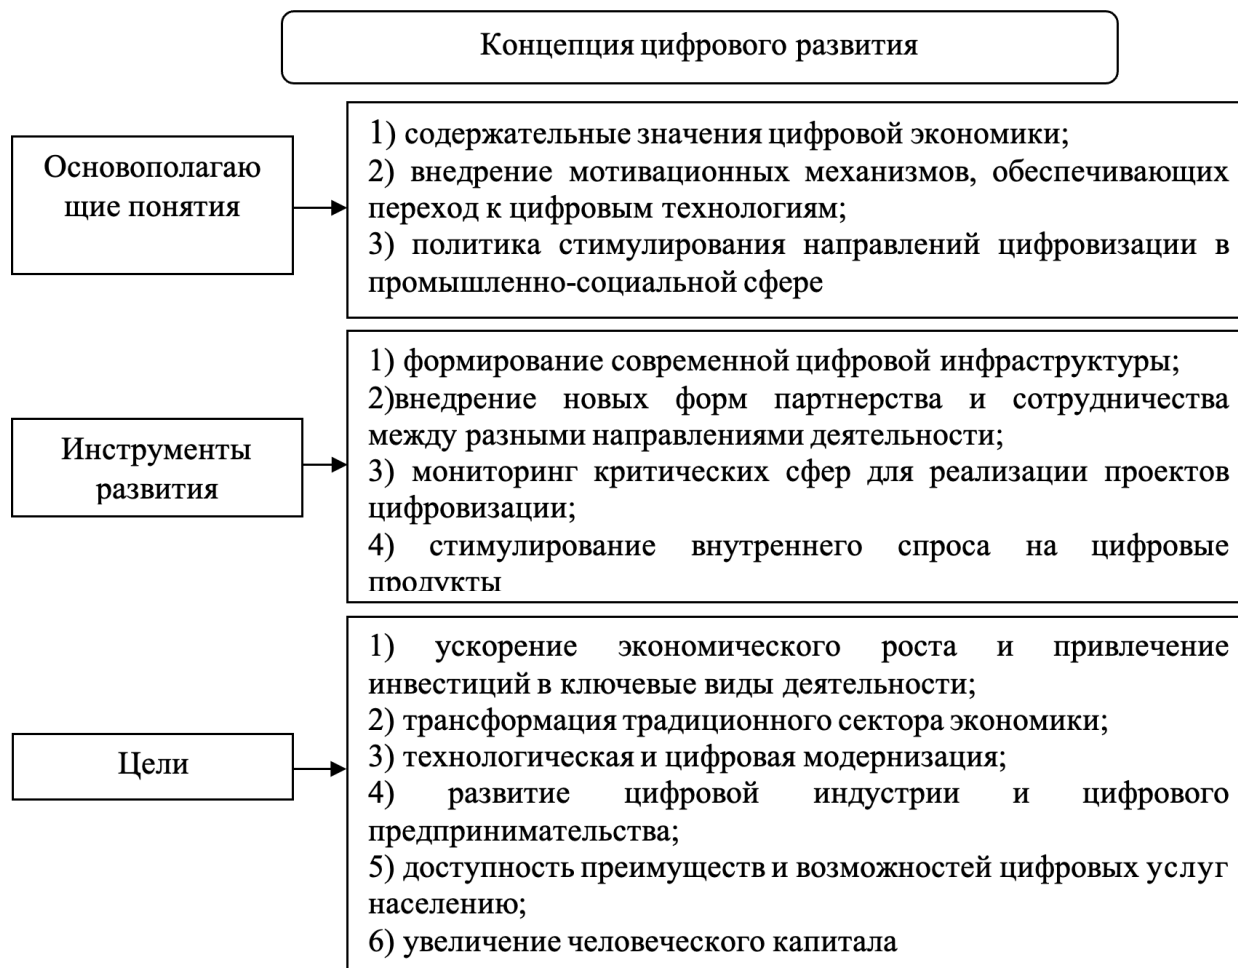 Концепция цифрового развития
Основополагаю
щие понятия
1) содержательные значения цифровой экономики;
2) внедрение мотивационных механизмов, обеспечивающих
переход к цифровым технологиям;
3) политика стимулирования направлений цифровизации в
промышленно-социальной сфере
Инструменты
развития
1) формирование современной цифровой инфраструктуры;
2)внедрение новых форм партнерства и сотрудничества
между разными направлениями деятельности;
3) мониторинг критических сфер для реализации проектов
цифровизации;
4) стимулирование внутреннего спроса на цифровые
продукты
Цели
1) ускорение экономического роста и привлечение
инвестиций в ключевые виды деятельности;
2) трансформация традиционного сектора экономики;
3) технологическая и цифровая модернизация;
4) развитие цифровой индустрии и цифрового
предпринимательства;
5) доступность преимуществ и возможностей цифровых услуг
населению;
6) увеличение человеческого капитала